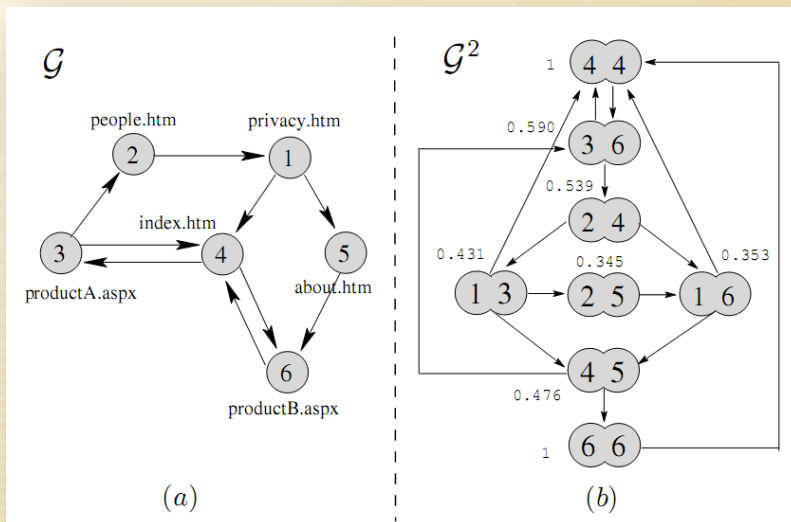 𝒢
people.htm
privacy.htm
2
1
index.htm
3
4
5
productA.aspx
about.htm
6
productB.aspx
(a)
𝒢²
1
4 4
0.590
3 6
0.539
2 4
0.431
0.345
0.353
1 3
2 5
1 6
4 5
0.476
1
6 6
(b)